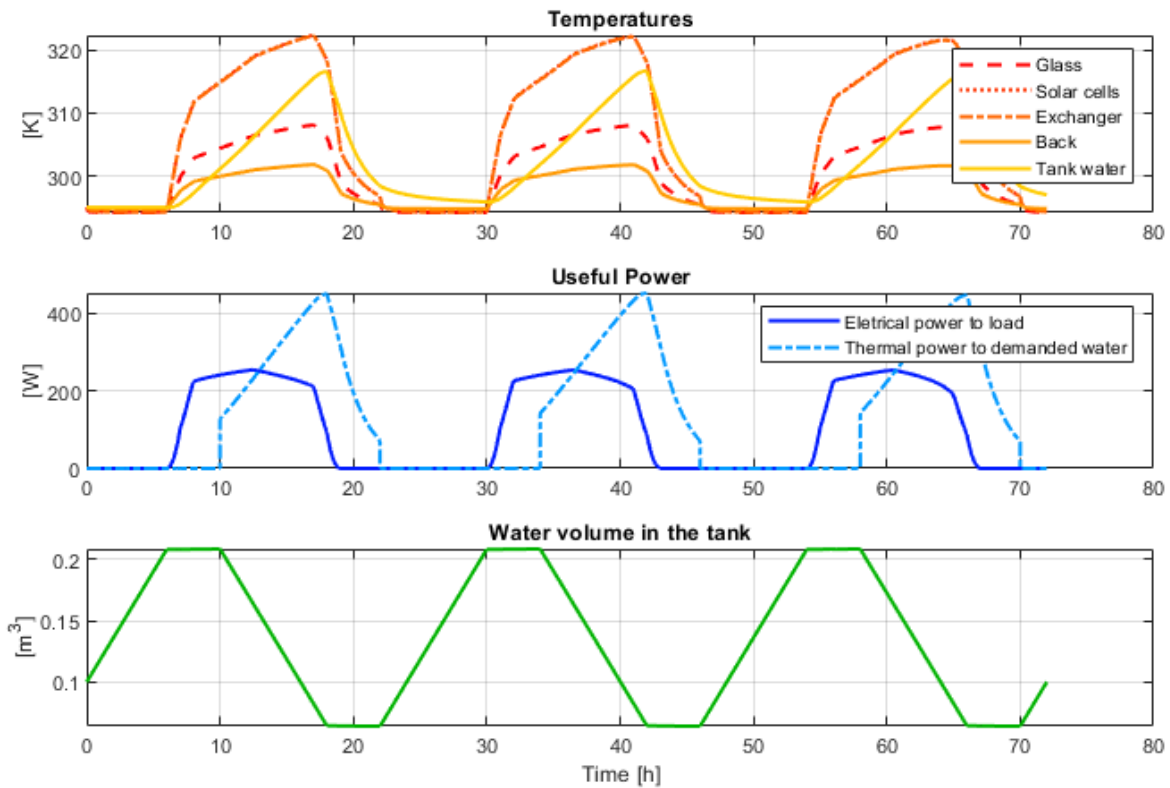 Temperatures
320
310
300
[K]
Glass
Solar cells
Exchanger
Back
Tank water
0 10 20 30 40 50 60 70 80
Useful Power
400
200
0
[W]
Eletrical power to load
Thermal power to demanded water
0 10 20 30 40 50 60 70 80
Water volume in the tank
0.2
0.15
0.1
[m³]
0 10 20 30 40 50 60 70 80
Time [h]